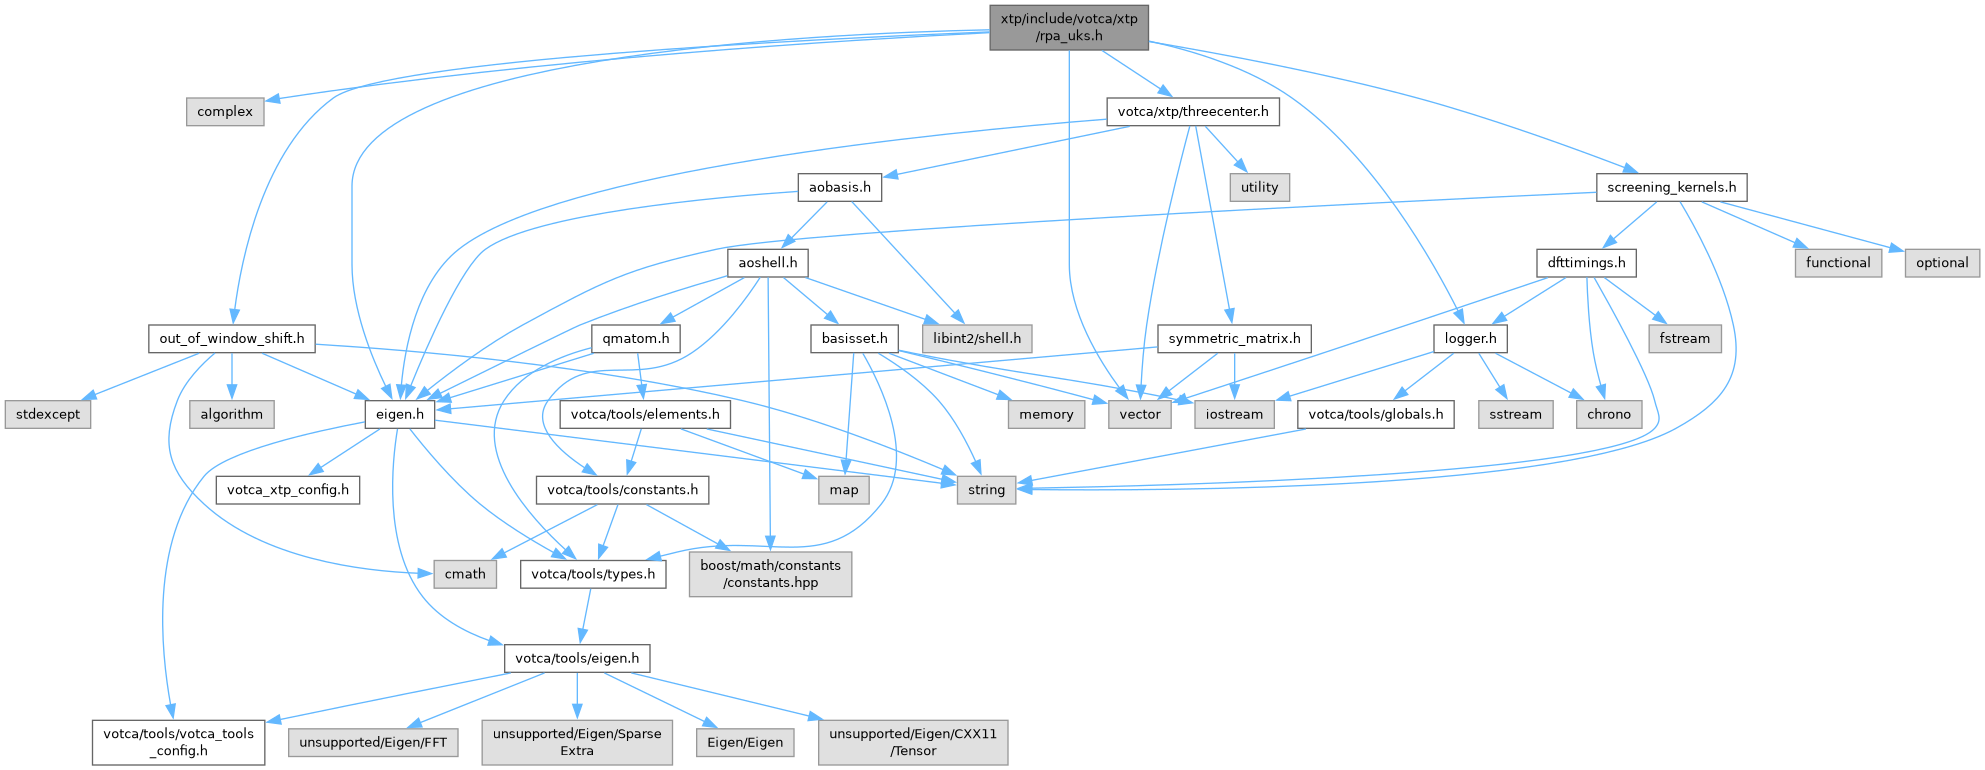 xtp/include/votca/xtp
/rpa_uks.h
complex
votca/xtp/threecenter.h
aobasis.h
utility
screening_kernels.h
aoshell.h
dfttimings.h
functional
optional
out_of_window_shift.h
qmatom.h
basisset.h
libint2/shell.h
symmetric_matrix.h
logger.h
fstream
stdexcept
algorithm
eigen.h
votca/tools/elements.h
memory
vector
iostream
votca/tools/globals.h
sstream
chrono
votca_xtp_config.h
votca/tools/constants.h
map
string
cmath
votca/tools/types.h
boost/math/constants
/constants.hpp
votca/tools/eigen.h
votca/tools/votca_tools
_config.h
unsupported/Eigen/FFT
unsupported/Eigen/Sparse
Extra
Eigen/Eigen
unsupported/Eigen/CXX11
/Tensor